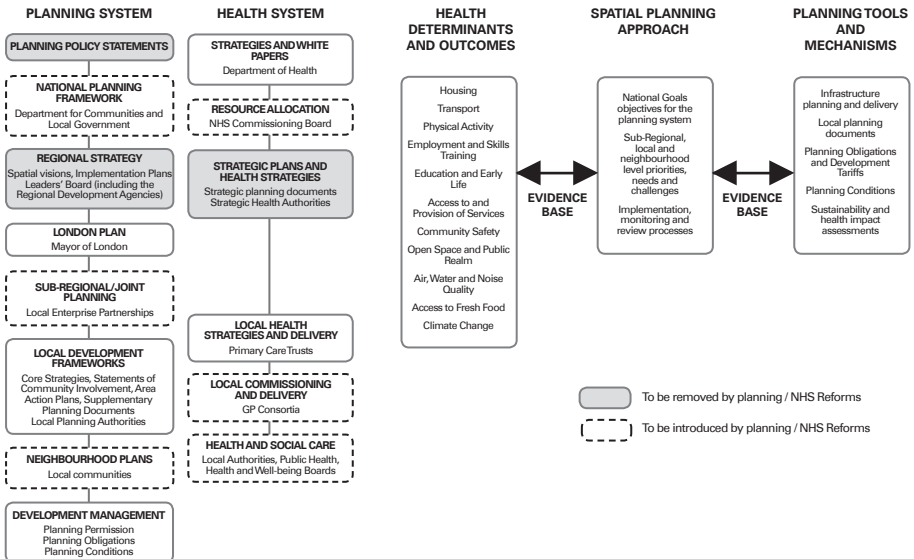 PLANNING SYSTEM
PLANNING POLICY STATEMENTS
NATIONAL PLANNING
FRAMEWORK
Department for Communities and
Local Government
REGIONAL STRATEGY
Spatial visions, Implementation Plans
Leaders' Board (including the
Regional Development Agencies)
LONDON PLAN
Mayor of London
SUB-REGIONAL/JOINT
PLANNING
Local Enterprise Partnerships
LOCAL DEVELOPMENT
FRAMEWORKS
Core Strategies, Statements of
Community Involvement, Area
Action Plans, Supplementary
Planning Documents
Local Planning Authorities
NEIGHBOURHOOD PLANS
Local communities
DEVELOPMENT MANAGEMENT
Planning Permission
Planning Obligations
Planning Conditions
HEALTH SYSTEM
STRATEGIES AND WHITE
PAPERS
Department of Health
RESOURCE ALLOCATION
NHS Commissioning Board
STRATEGIC PLANS AND
HEALTH STRATEGIES
Strategic planning documents
Strategic Health Authorities
LOCAL HEALTH
STRATEGIES AND DELIVERY
Primary Care Trusts
LOCAL COMMISSIONING
AND DELIVERY
GP Consortia
HEALTH AND SOCIAL CARE
Local Authorities, Public Health,
Health and Well-being Boards
HEALTH
DETERMINANTS
AND OUTCOMES
Housing
Transport
Physical Activity
Employment and Skills
Training
Education and Early
Life
Access to and
Provision of Services
Community Safety
Open Space and Public
Realm
Air, Water and Noise
Quality
Access to Fresh Food
Climate Change
EVIDENCE
BASE
SPATIAL PLANNING
APPROACH
National Goals
objectives for the
planning system
Sub-Regional,
local and
neighbourhood
level priorities,
needs and
challenges
Implementation,
monitoring and
review processes
EVIDENCE
BASE
PLANNING TOOLS
AND
MECHANISMS
Infrastructure
planning and delivery
Local planning
documents
Planning Obligations
and Development
Tariffs
Planning Conditions
Sustainability and
health impact
assessments
To be removed by planning / NHS Reforms
To be introduced by planning / NHS Reforms